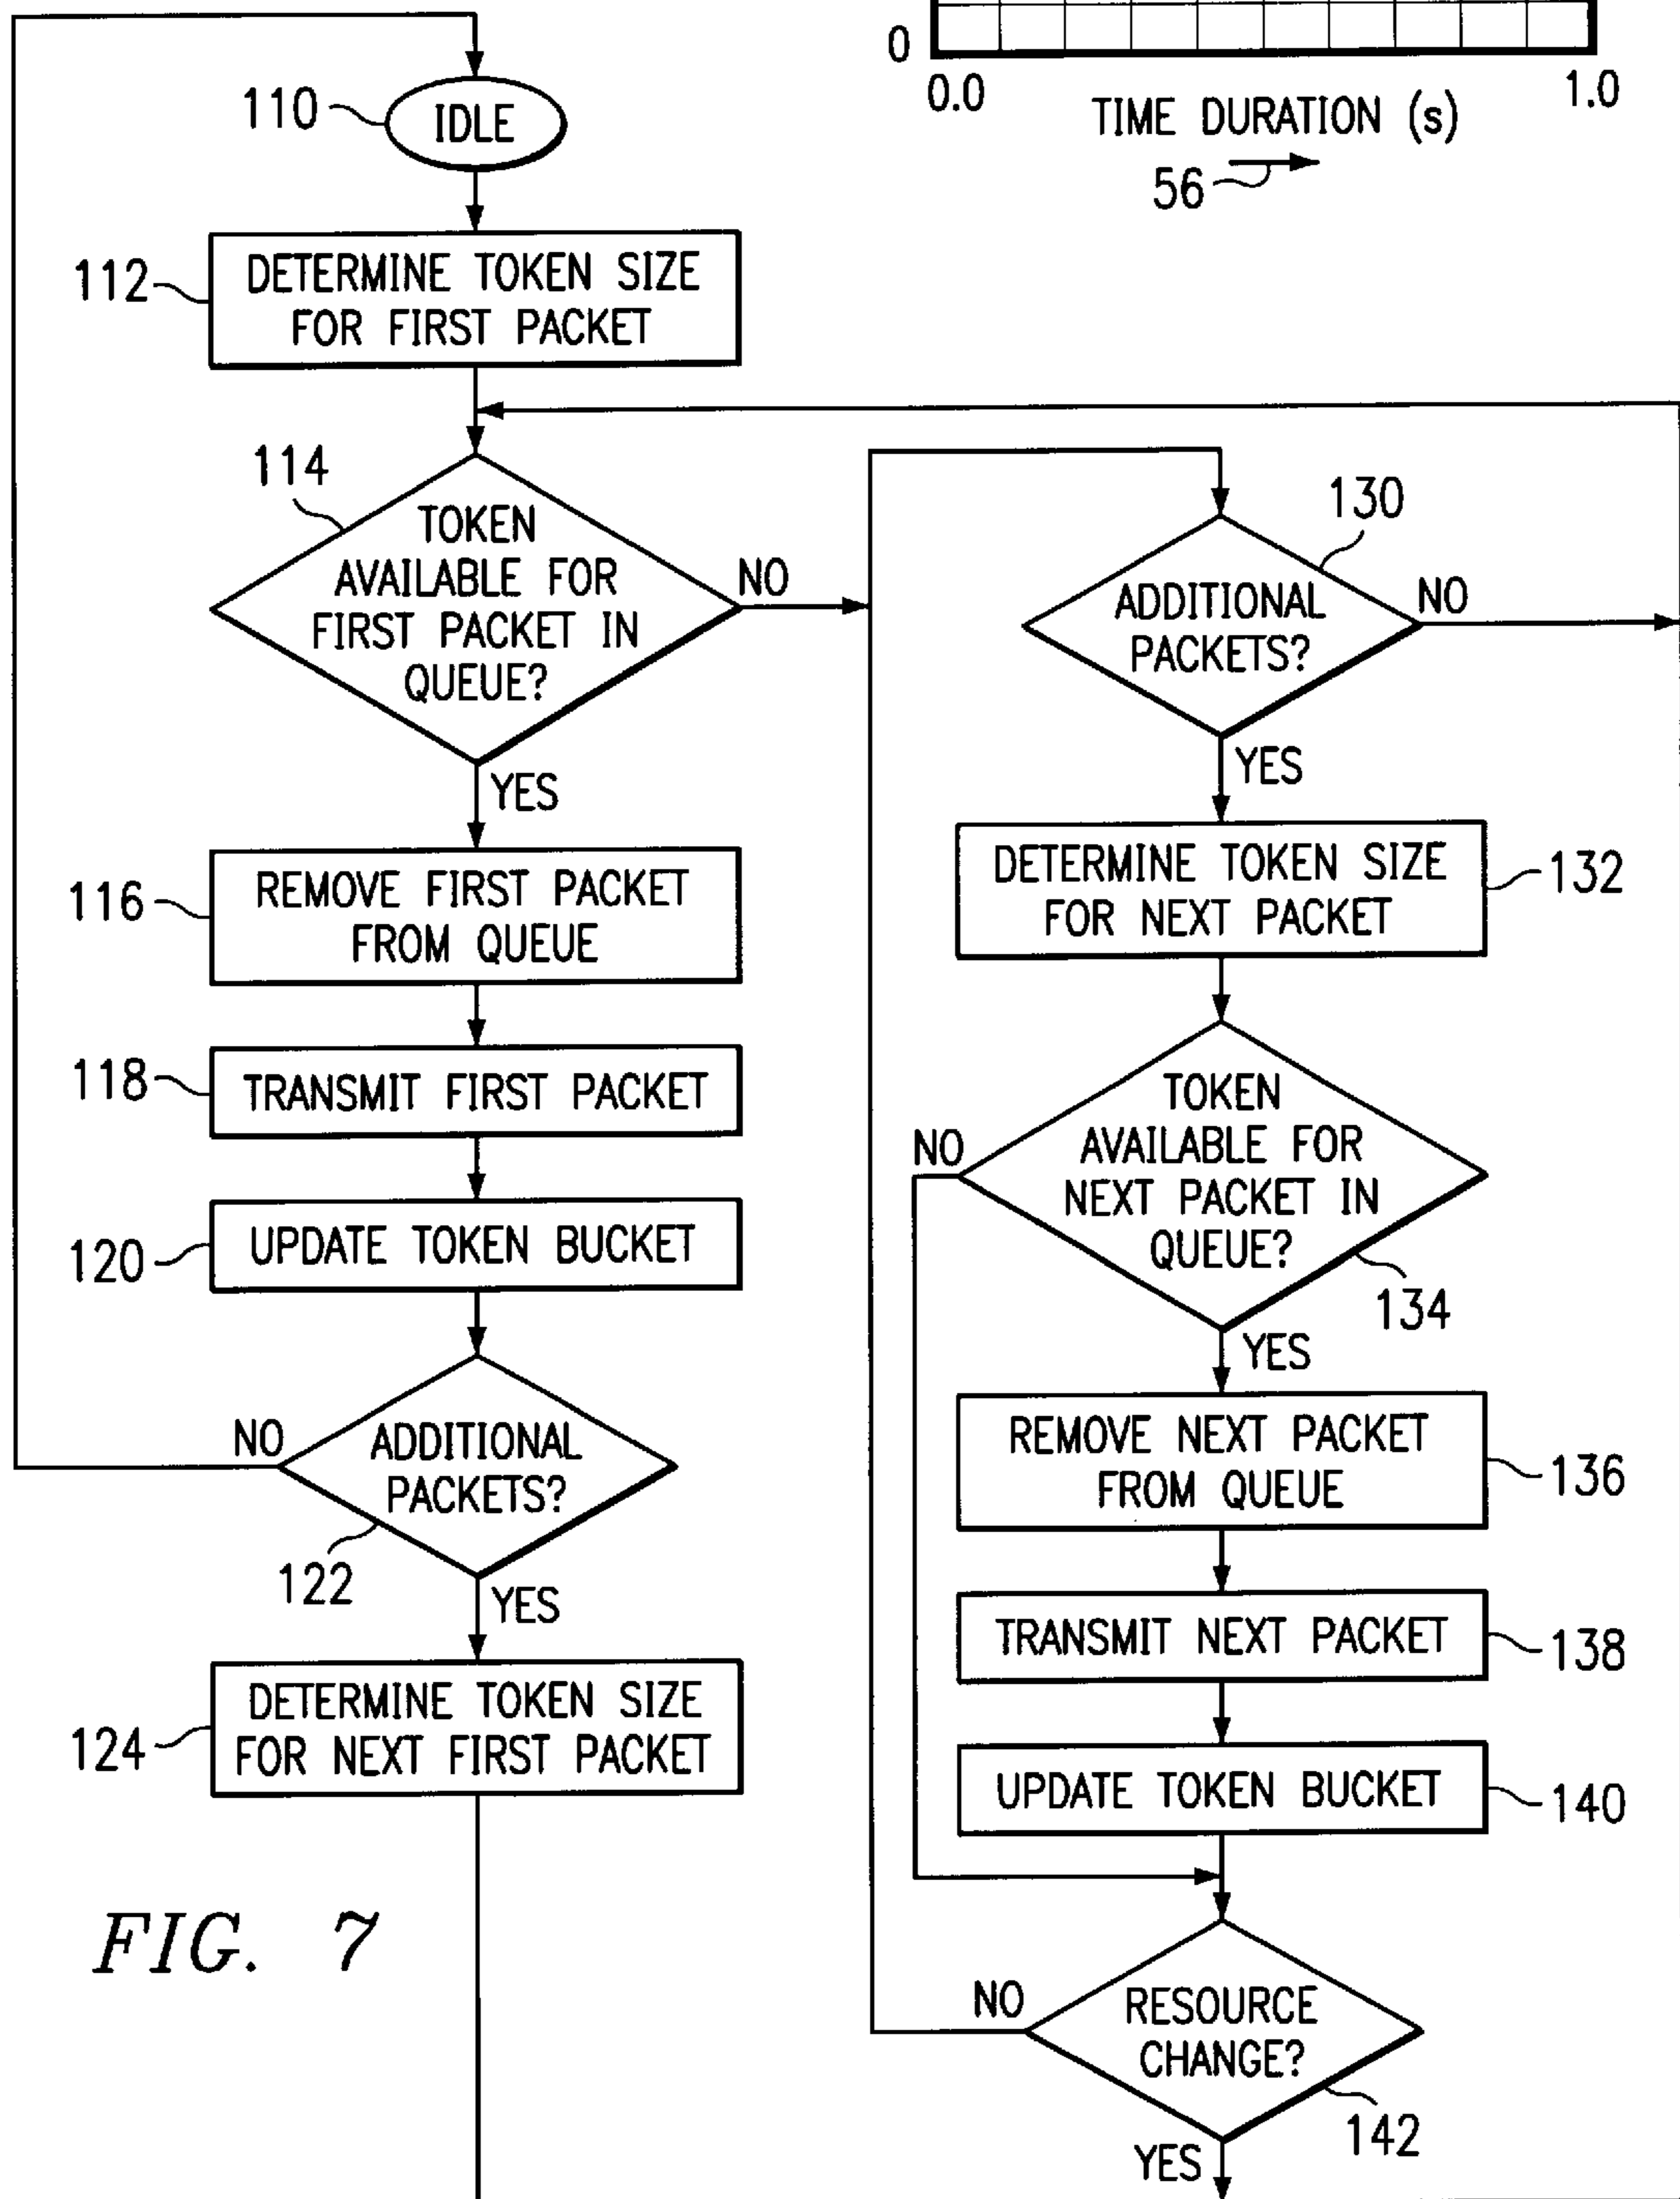 0
0.0
1.0
TIME DURATION (s)
56
110
IDLE
112
DETERMINE TOKEN SIZE
FOR FIRST PACKET
114
TOKEN
AVAILABLE FOR
FIRST PACKET IN
QUEUE?
NO
YES
116
REMOVE FIRST PACKET
FROM QUEUE
118
TRANSMIT FIRST PACKET
120
UPDATE TOKEN BUCKET
NO
ADDITIONAL
PACKETS?
122
YES
124
DETERMINE TOKEN SIZE
FOR NEXT FIRST PACKET
FIG. 7
130
ADDITIONAL
PACKETS?
NO
YES
DETERMINE TOKEN SIZE
FOR NEXT PACKET
132
NO
TOKEN
AVAILABLE FOR
NEXT PACKET IN
QUEUE?
134
YES
REMOVE NEXT PACKET
FROM QUEUE
136
TRANSMIT NEXT PACKET
138
UPDATE TOKEN BUCKET
140
NO
RESOURCE
CHANGE?
142
YES